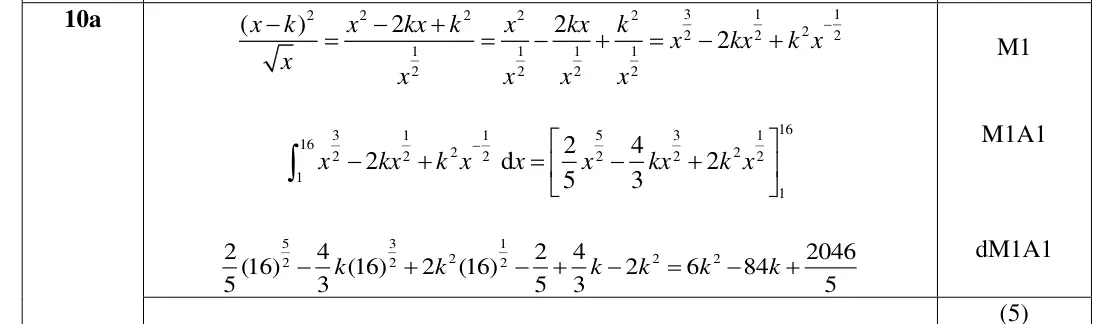 10a
(x − k)²/√x = (x² − 2kx + k²)/x^(1/2) = x²/x^(1/2) − 2kx/x^(1/2) + k²/x^(1/2) = x^(3/2) − 2kx^(1/2) + k²x^(−1/2)
M1
∫₁¹⁶ x^(3/2) − 2kx^(1/2) + k²x^(−1/2) dx = [2/5 x^(5/2) − 4/3 kx^(3/2) + 2k²x^(1/2)]₁¹⁶
M1A1
2/5 (16)^(5/2) − 4/3 k(16)^(3/2) + 2k²(16)^(1/2) − 2/5 + 4/3 k − 2k² = 6k² − 84k + 2046/5
dM1A1
(5)